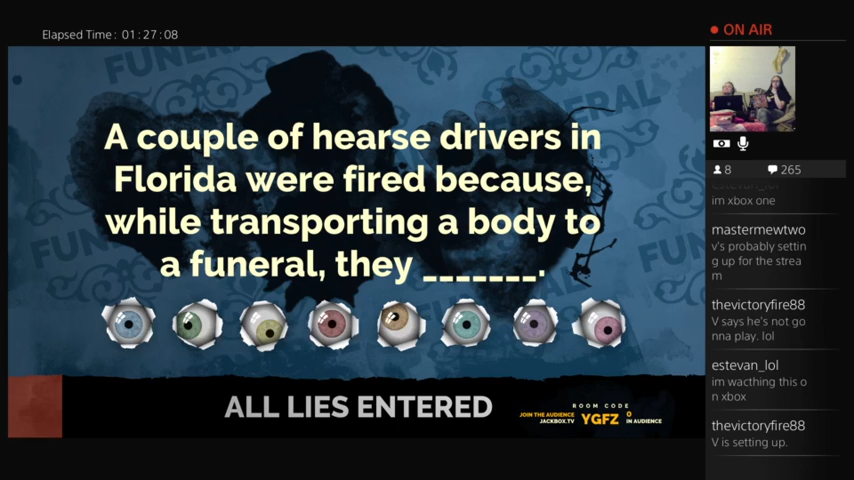 Elapsed Time: 01:27:08
ON AIR
FUNERAL
FUNERAL
A couple of hearse drivers in
Florida were fired because,
while transporting a body to
a funeral, they _______.
ALL LIES ENTERED
JOIN THE AUDIENCE
JACKBOX.TV
ROOM CODE
YGFZ
0
IN AUDIENCE
8
265
estevan_lol
im xbox one
mastermewtwo
v's probably settin
g up for the strea
m
thevictoryfire88
V says he's not go
nna play. lol
estevan_lol
im wacthing this o
n xbox
thevictoryfire88
V is setting up.